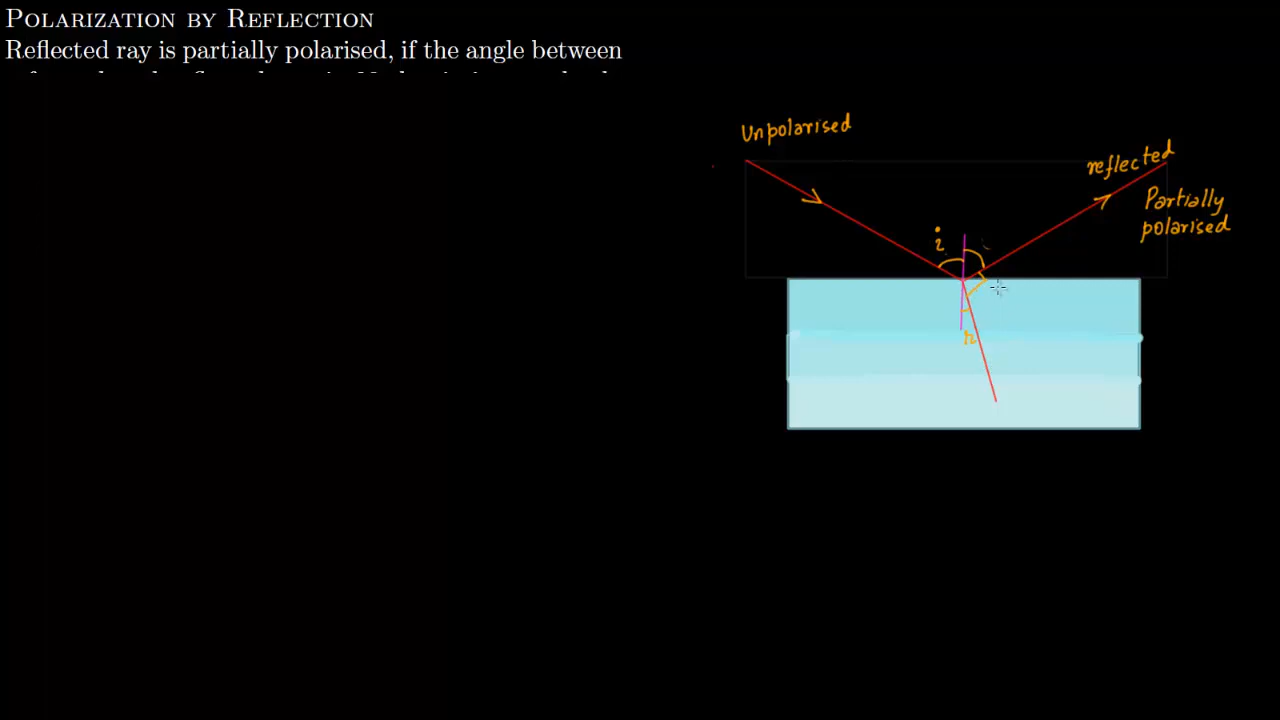 Polarization by Reflection
Reflected ray is partially polarised, if the angle between
Unpolarised
reflected
Partially
polarised
i
r